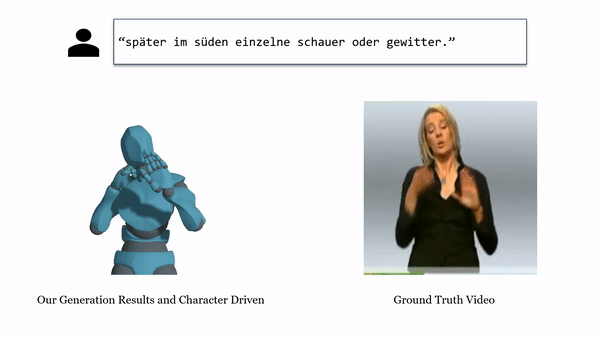 “später im süden einzelne schauer oder gewitter.”
Our Generation Results and Character Driven
Ground Truth Video